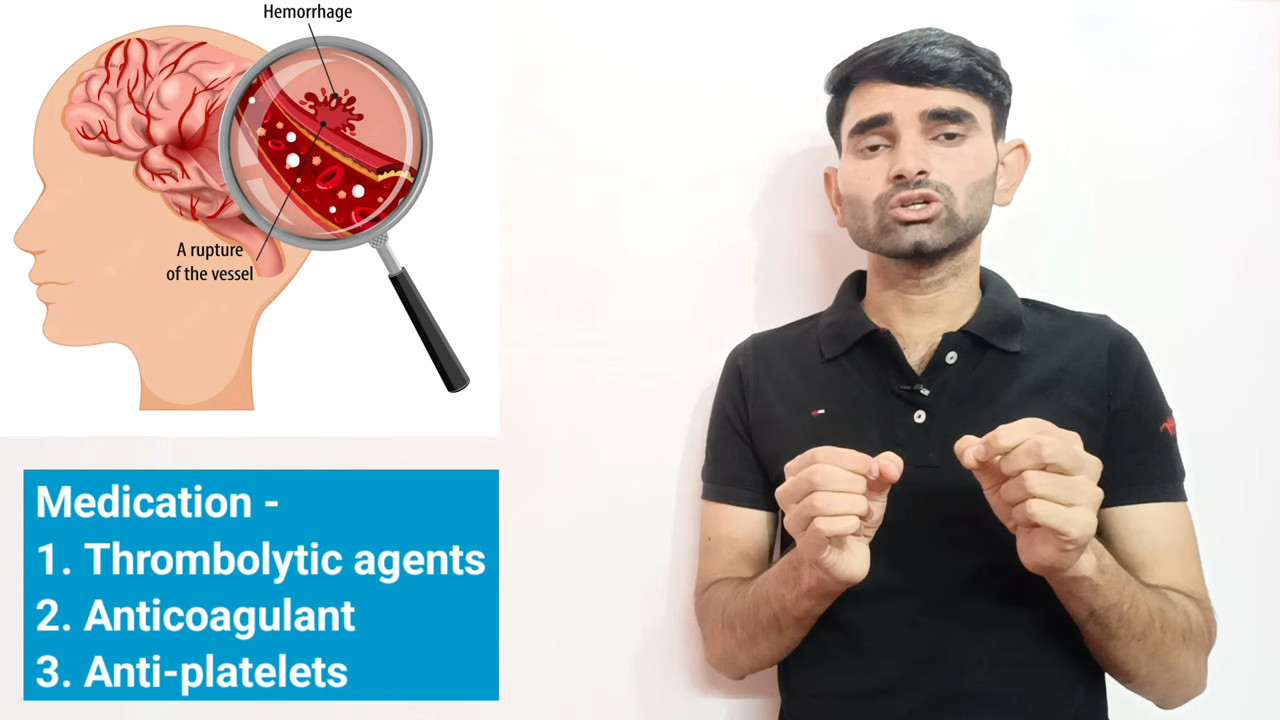 Hemorrhage
A rupture
of the vessel
Medication -
1. Thrombolytic agents
2. Anticoagulant
3. Anti-platelets